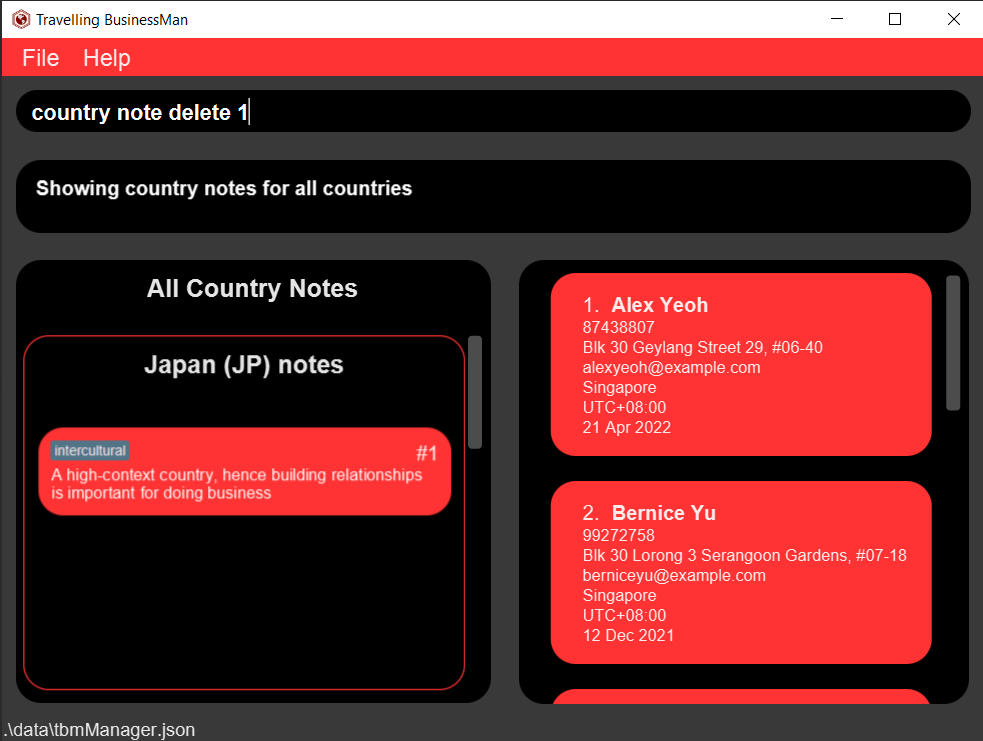 Travelling BusinessMan
File Help
country note delete 1
Showing country notes for all countries
All Country Notes
Japan (JP) notes
intercultural
#1
A high-context country, hence building relationships
is important for doing business
1. Alex Yeoh
87438807
Blk 30 Geylang Street 29, #06-40
alexyeoh@example.com
Singapore
UTC+08:00
21 Apr 2022
2. Bernice Yu
99272758
Blk 30 Lorong 3 Serangoon Gardens, #07-18
berniceyu@example.com
Singapore
UTC+08:00
12 Dec 2021
.\data\tbmManager.json